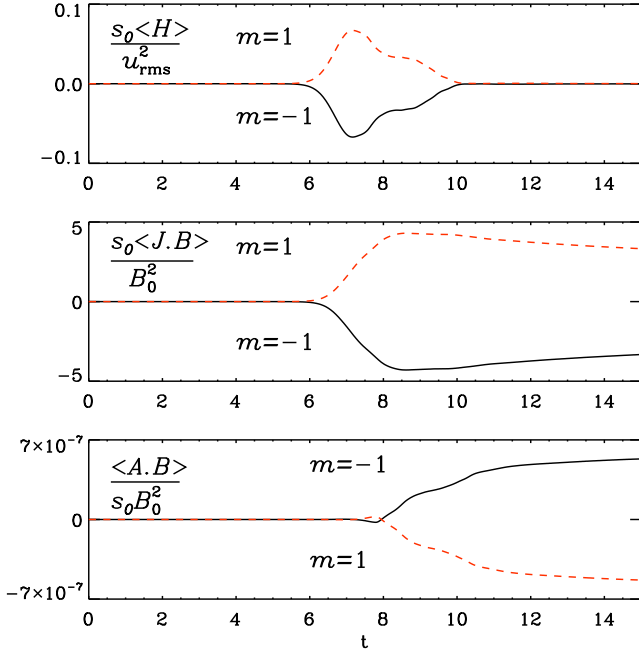 0.1
s₀<H>
u²rms
m=1
0.0
m=−1
−0.1
0 2 4 6 8 10 12 14
5
s₀<J.B>
B₀²
m=1
0
m=−1
−5
0 2 4 6 8 10 12 14
7×10⁻⁷
<A.B>
s₀B₀²
m=−1
0
m=1
−7×10⁻⁷
0 2 4 6 8 10 12 14
t